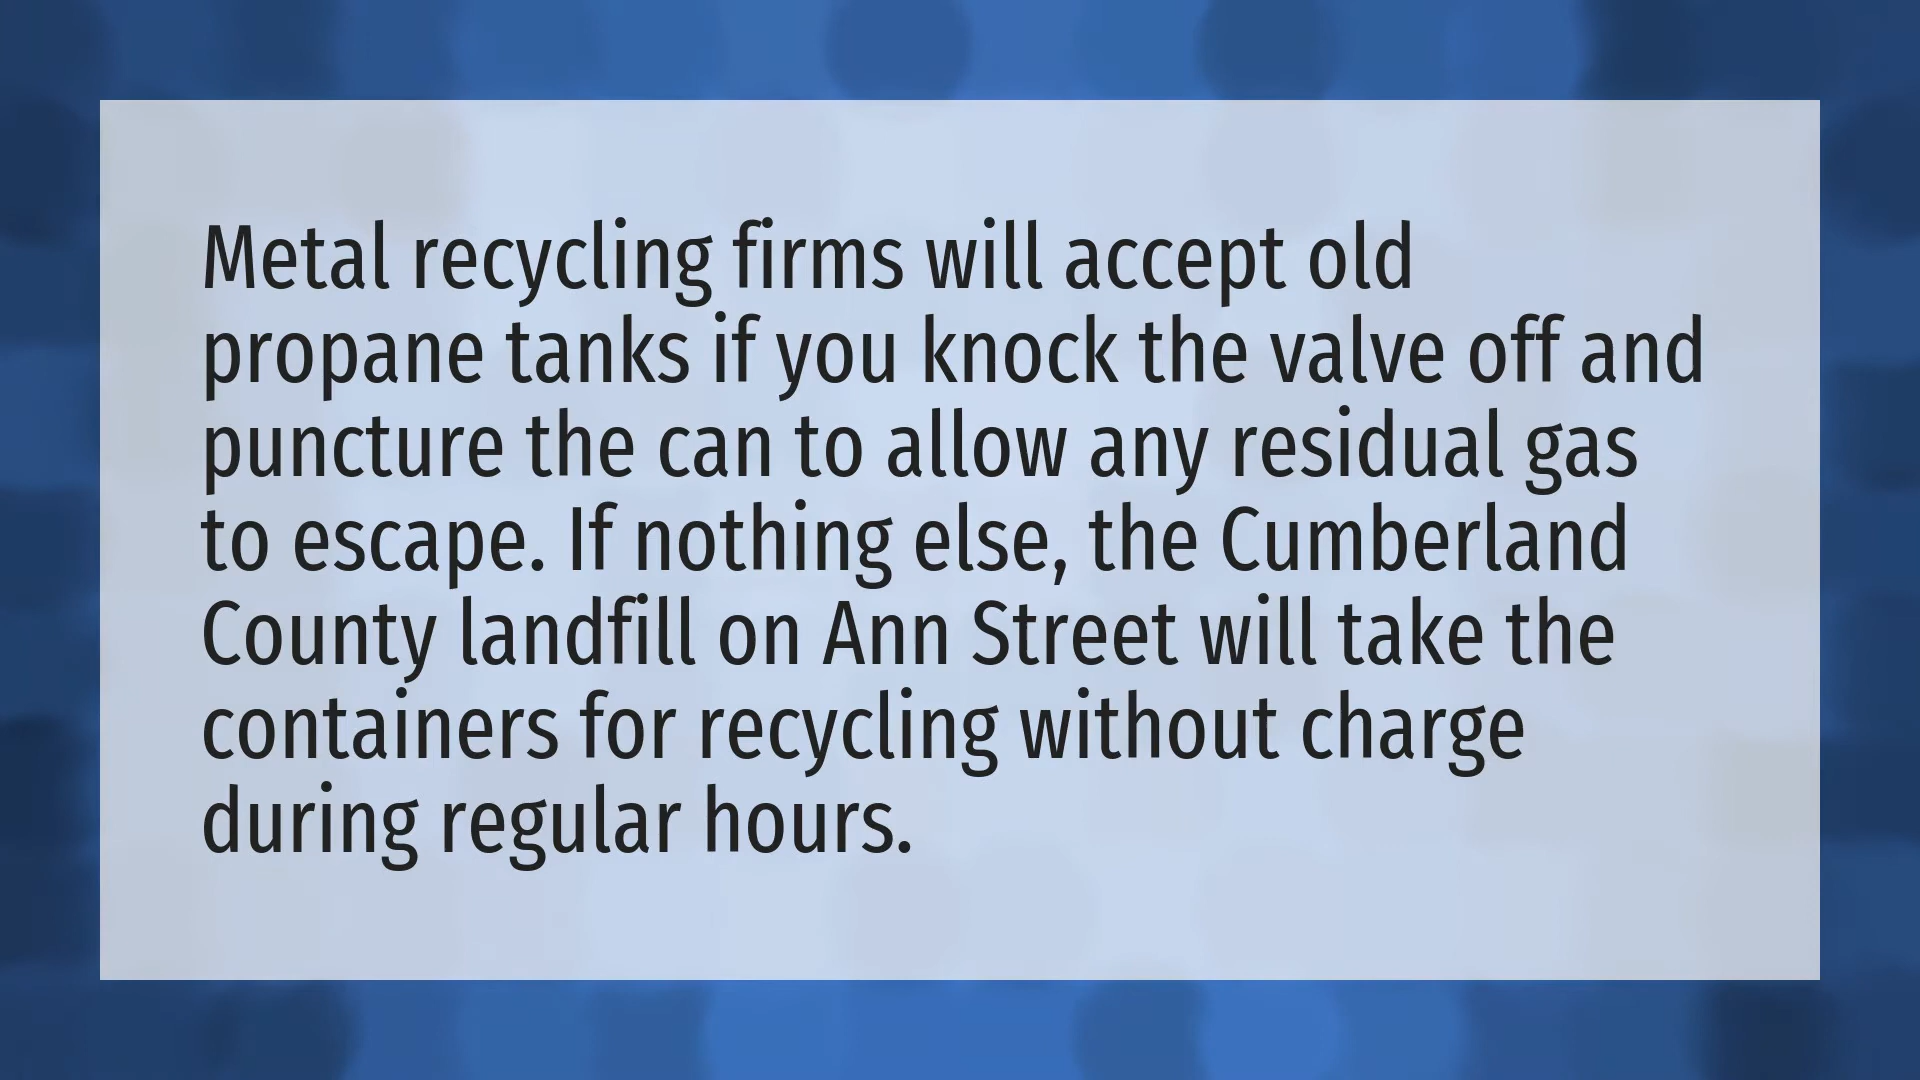 Metal recycling firms will accept old
propane tanks if you knock the valve off and
puncture the can to allow any residual gas
to escape. If nothing else, the Cumberland
County landfill on Ann Street will take the
containers for recycling without charge
during regular hours.